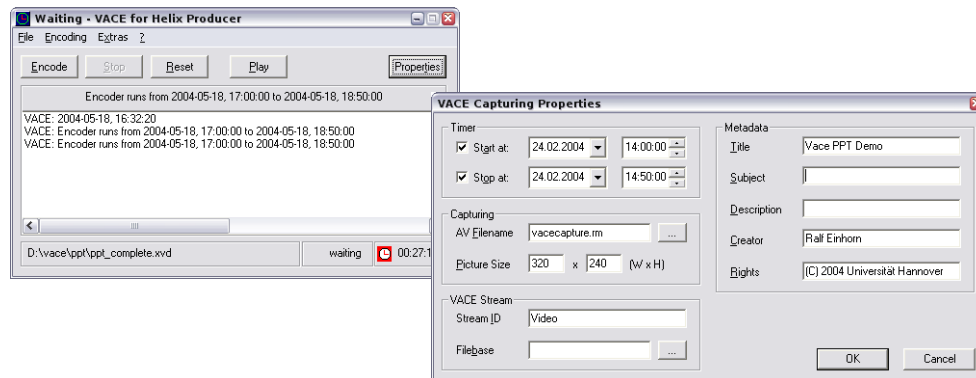 Waiting - VACE for Helix Producer
File Encoding Extras ?
Encode Stop Reset Play Properties
Encoder runs from 2004-05-18, 17:00:00 to 2004-05-18, 18:50:00
VACE: 2004-05-18, 16:32:20
VACE: Encoder runs from 2004-05-18, 17:00:00 to 2004-05-18, 18:50:00
VACE: Encoder runs from 2004-05-18, 17:00:00 to 2004-05-18, 18:50:00
D:\vace\ppt\ppt_complete.xvd waiting 00:27:1
VACE Capturing Properties
Timer
Start at: 24.02.2004 14:00:00
Stop at: 24.02.2004 14:50:00
Capturing
AV Filename vacecapture.rm ...
Picture Size 320 x 240 (W x H)
VACE Stream
Stream ID Video
Filebase ...
Metadata
Title Vace PPT Demo
Subject
Description
Creator Ralf Einhorn
Rights (C) 2004 Universität Hannover
OK Cancel